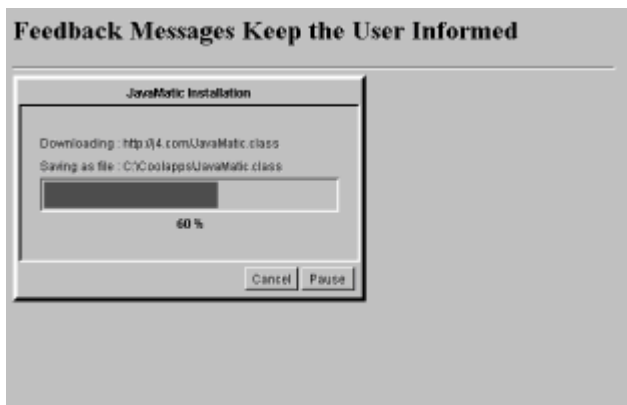 Feedback Messages Keep the User Informed
JavaMatic Installation
Downloading : http://j4.com/JavaMatic.class
Saving as file : C:\Coolapps\JavaMatic.class
60 %
Cancel Pause